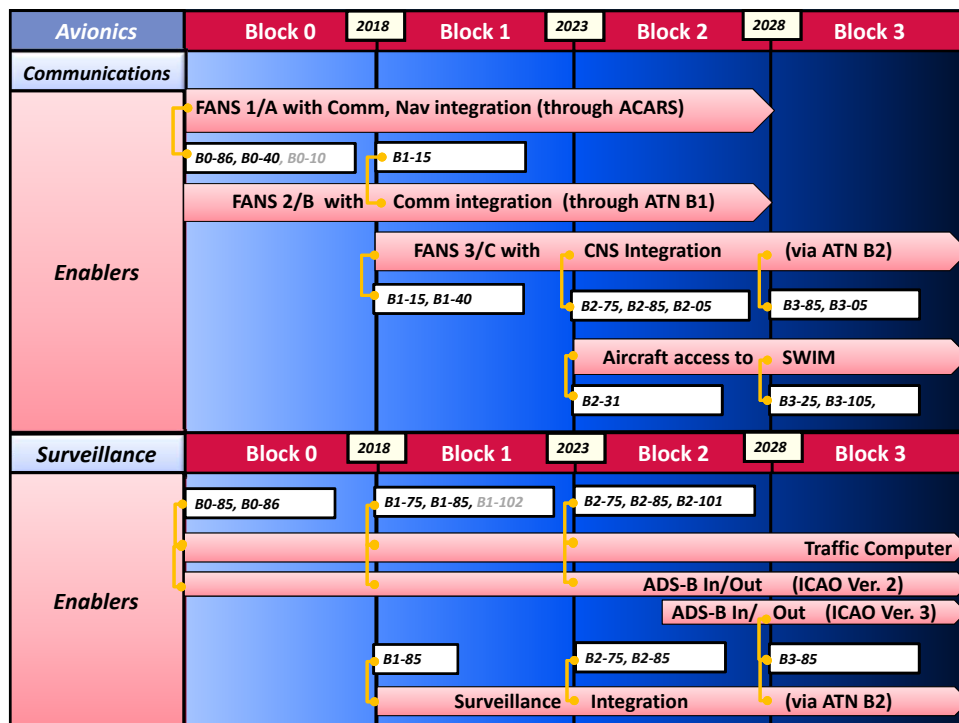 Avionics Block 0 2018 Block 1 2023 Block 2 2028 Block 3
Communications
FANS 1/A with Comm, Nav integration (through ACARS)
B0-86, B0-40, B0-10 B1-15
FANS 2/B with Comm integration (through ATN B1)
Enablers
FANS 3/C with CNS Integration (via ATN B2)
B1-15, B1-40 B2-75, B2-85, B2-05 B3-85, B3-05
Aircraft access to SWIM
B2-31 B3-25, B3-105,
Surveillance Block 0 2018 Block 1 2023 Block 2 2028 Block 3
B0-85, B0-86 B1-75, B1-85, B1-102 B2-75, B2-85, B2-101
Traffic Computer
Enablers
ADS-B In/Out (ICAO Ver. 2)
ADS-B In/ Out (ICAO Ver. 3)
B1-85 B2-75, B2-85 B3-85
Surveillance Integration (via ATN B2)